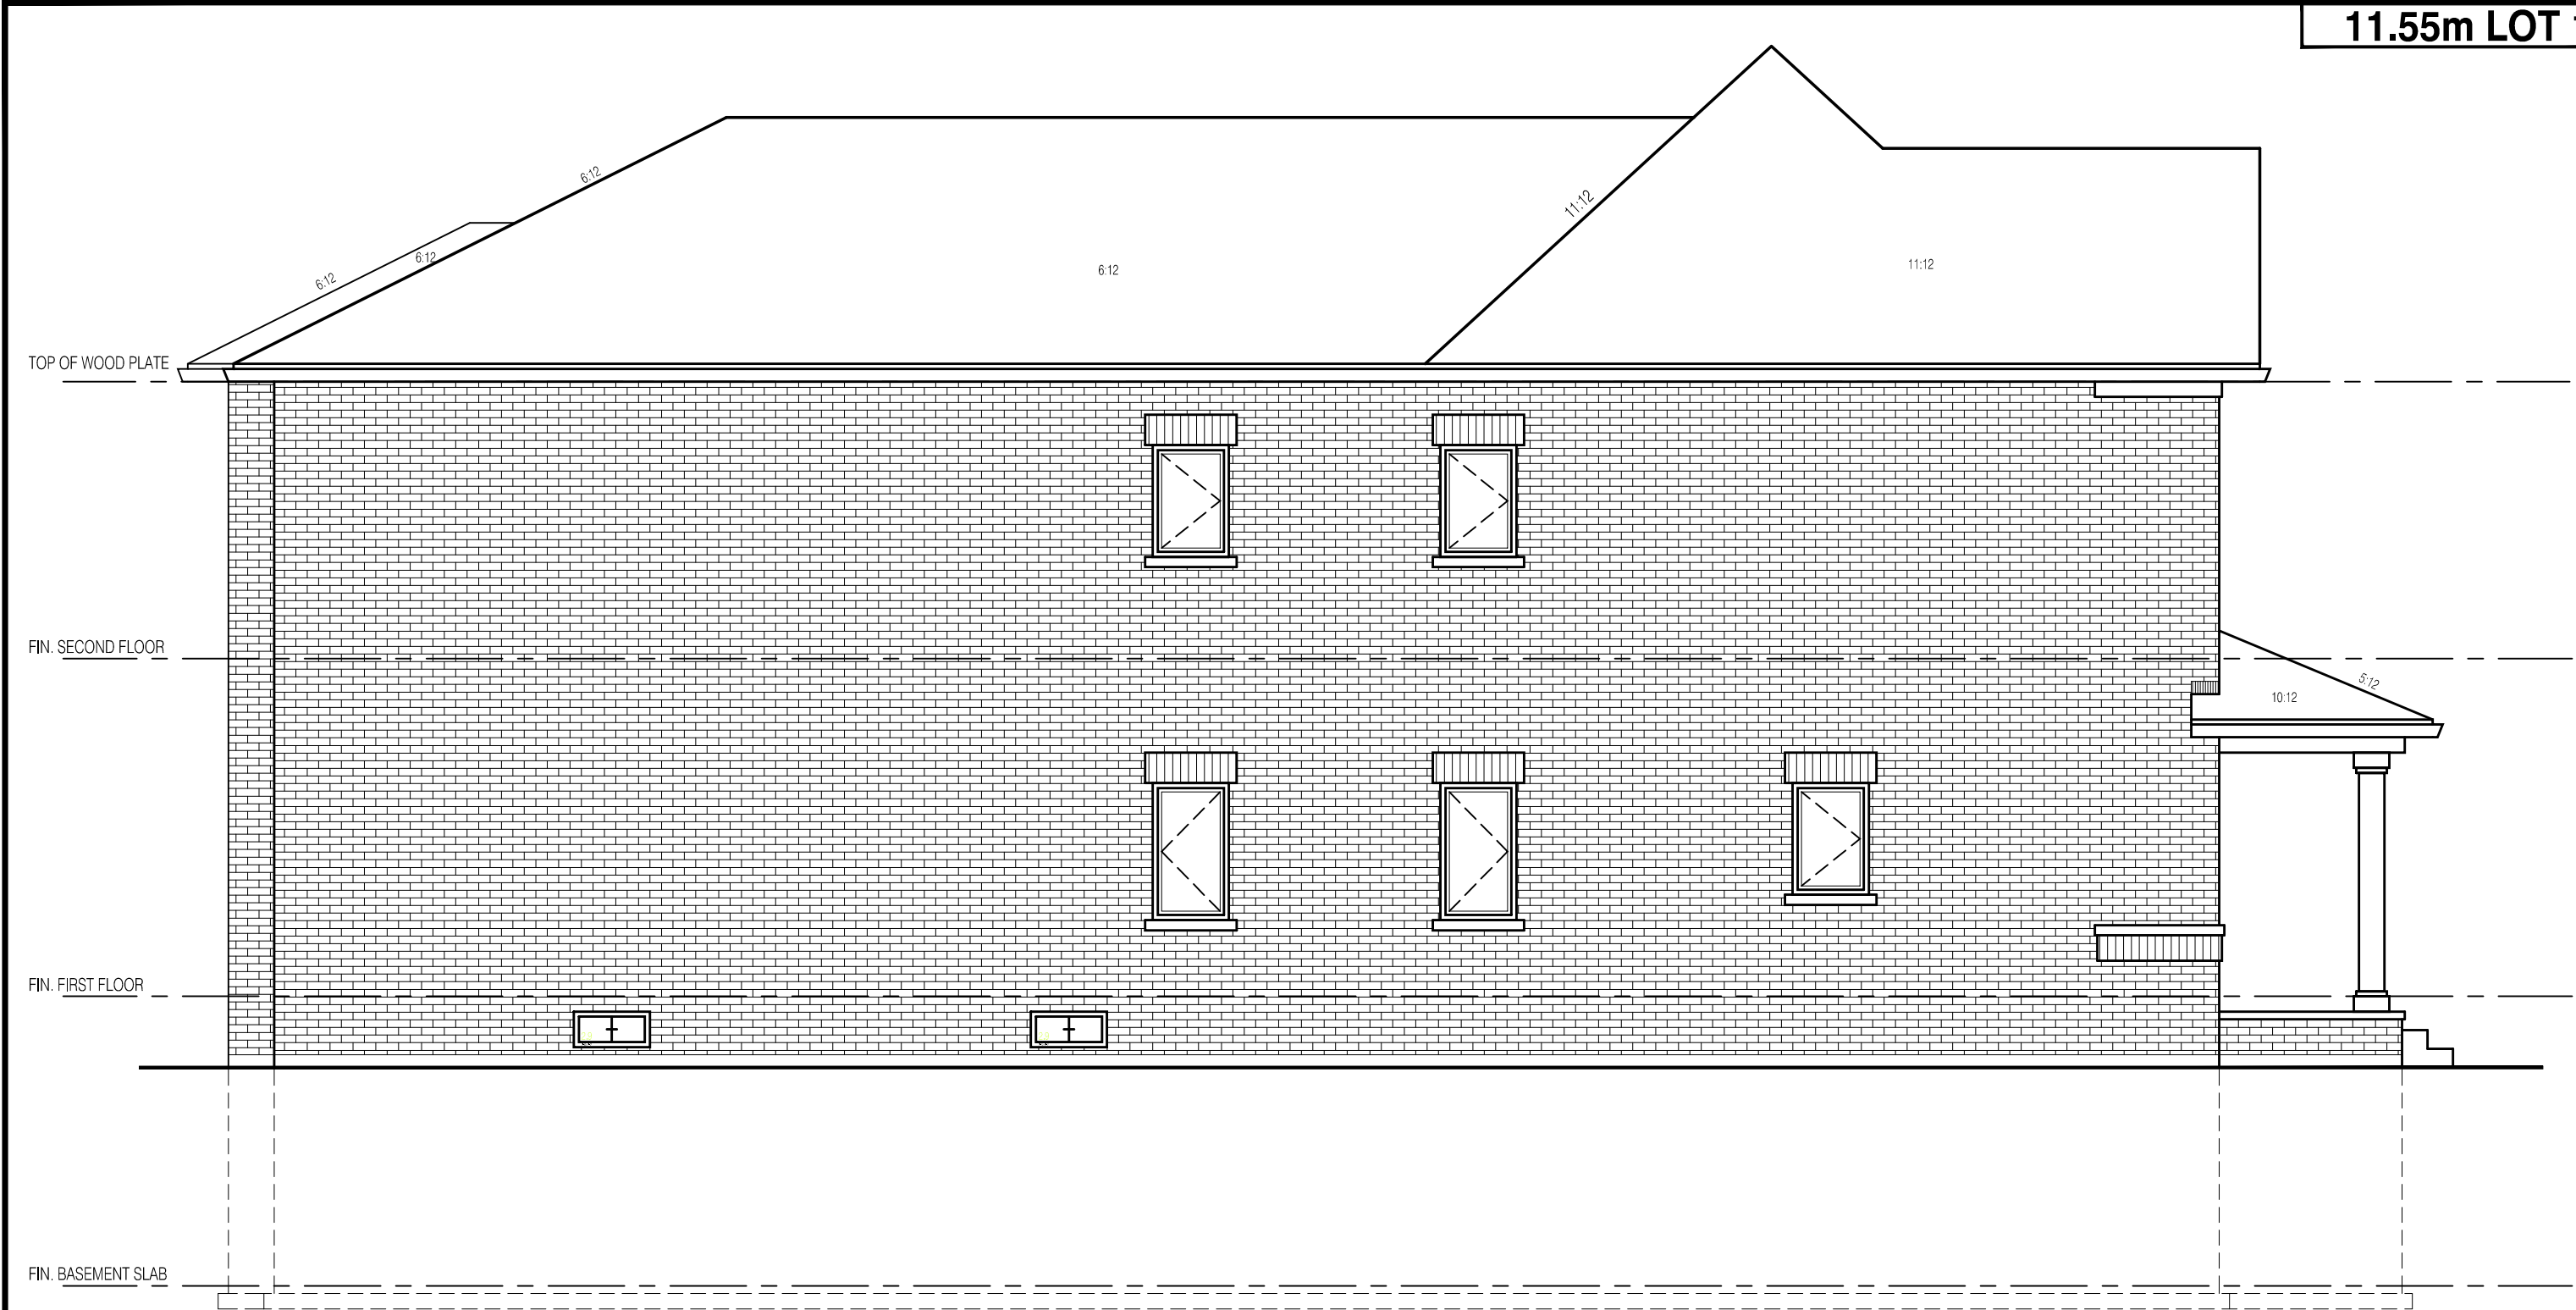 11.55m LOT
6:12
11:12
6:12
6:12
6:12
11:12
TOP OF WOOD PLATE
FIN. SECOND FLOOR
5:12
10:12
FIN. FIRST FLOOR
FIN. BASEMENT SLAB